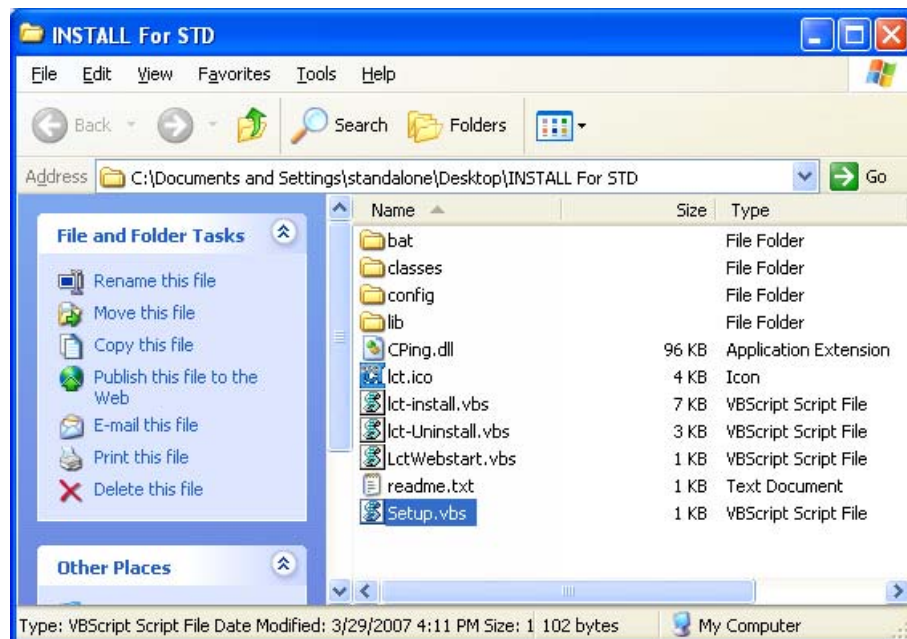 INSTALL For STD
File Edit View Favorites Tools Help
Back Search Folders
Address C:\Documents and Settings\standalone\Desktop\INSTALL For STD Go
File and Folder Tasks
Rename this file
Move this file
Copy this file
Publish this file to the
Web
E-mail this file
Print this file
Delete this file
Other Places
Name Size Type
bat File Folder
classes File Folder
config File Folder
lib File Folder
CPing.dll 96 KB Application Extension
lct.ico 4 KB Icon
lct-install.vbs 7 KB VBScript Script File
lct-Uninstall.vbs 3 KB VBScript Script File
LctWebstart.vbs 1 KB VBScript Script File
readme.txt 1 KB Text Document
Setup.vbs 1 KB VBScript Script File
Type: VBScript Script File Date Modified: 3/29/2007 4:11 PM Size: 1 102 bytes My Computer